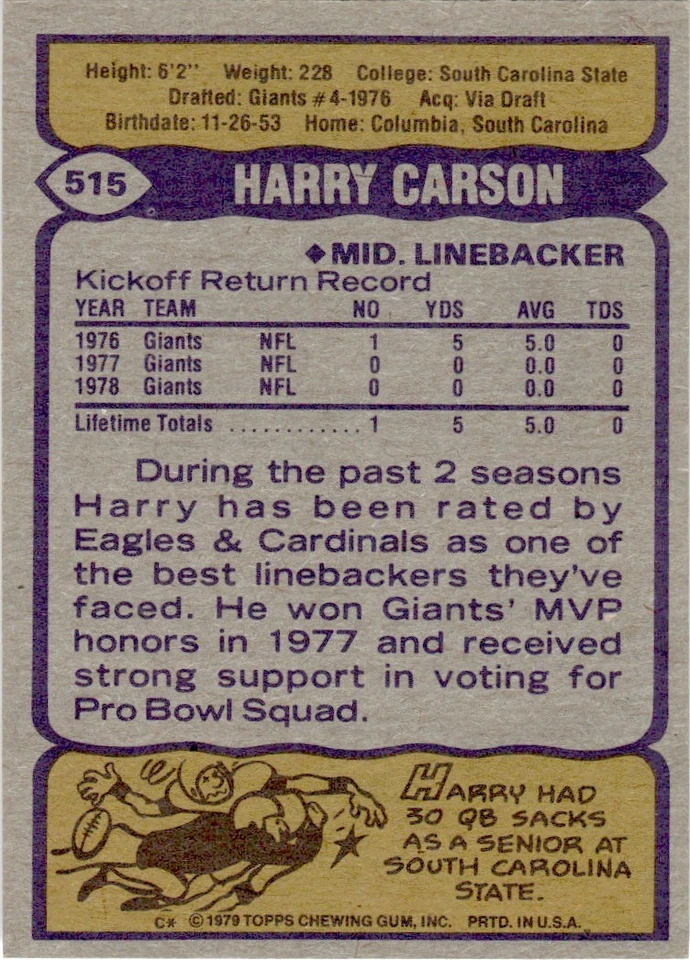 Height: 6'2" Weight: 228 College: South Carolina State
Drafted: Giants #4-1976 Acq: Via Draft
Birthdate: 11-26-53 Home: Columbia, South Carolina
515 HARRY CARSON
◆MID. LINEBACKER
Kickoff Return Record
YEAR TEAM NO YDS AVG TDS
1976 Giants NFL 1 5 5.0 0
1977 Giants NFL 0 0 0.0 0
1978 Giants NFL 0 0 0.0 0
Lifetime Totals ............ 1 5 5.0 0
During the past 2 seasons
Harry has been rated by
Eagles & Cardinals as one of
the best linebackers they've
faced. He won Giants' MVP
honors in 1977 and received
strong support in voting for
Pro Bowl Squad.
HARRY HAD
30 QB SACKS
AS A SENIOR AT
SOUTH CAROLINA
STATE.
C* ©1979 TOPPS CHEWING GUM, INC. PRTD. IN U.S.A.